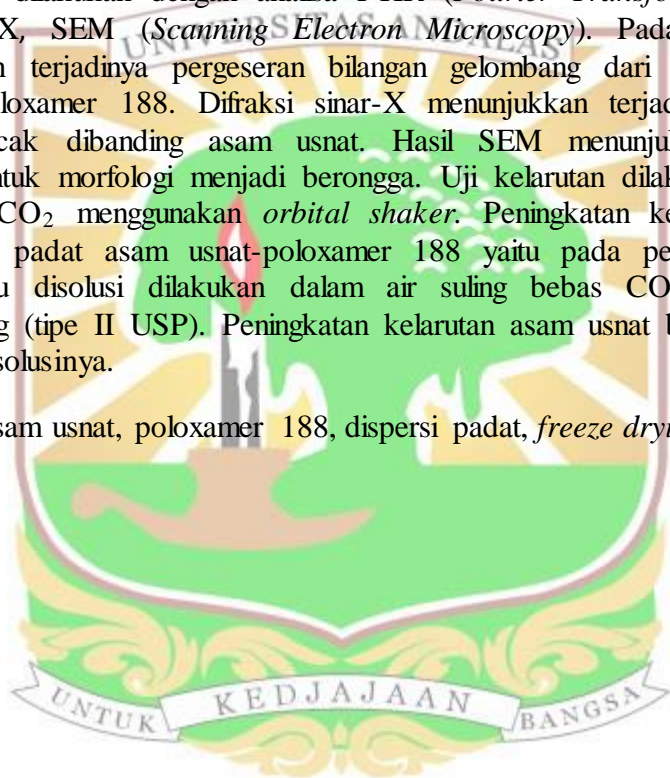 dilakukan dengan analisa FTIR (Fourier Transfo
X, SEM (Scanning Electron Microscopy). Pada
UNIVERSITAS ANDALAS
terjadinya pergeseran bilangan gelombang dari
loxamer 188. Difraksi sinar-X menunjukkan terjad
cak dibanding asam usnat. Hasil SEM menunju
tuk morfologi menjadi berongga. Uji kelarutan dilak
CO₂ menggunakan orbital shaker. Peningkatan ke
padat asam usnat-poloxamer 188 yaitu pada pe
u disolusi dilakukan dalam air suling bebas CO
g (tipe II USP). Peningkatan kelarutan asam usnat b
solusinya.
sam usnat, poloxamer 188, dispersi padat, freeze dry
UNTUK KEDJAJAAN BANGSA